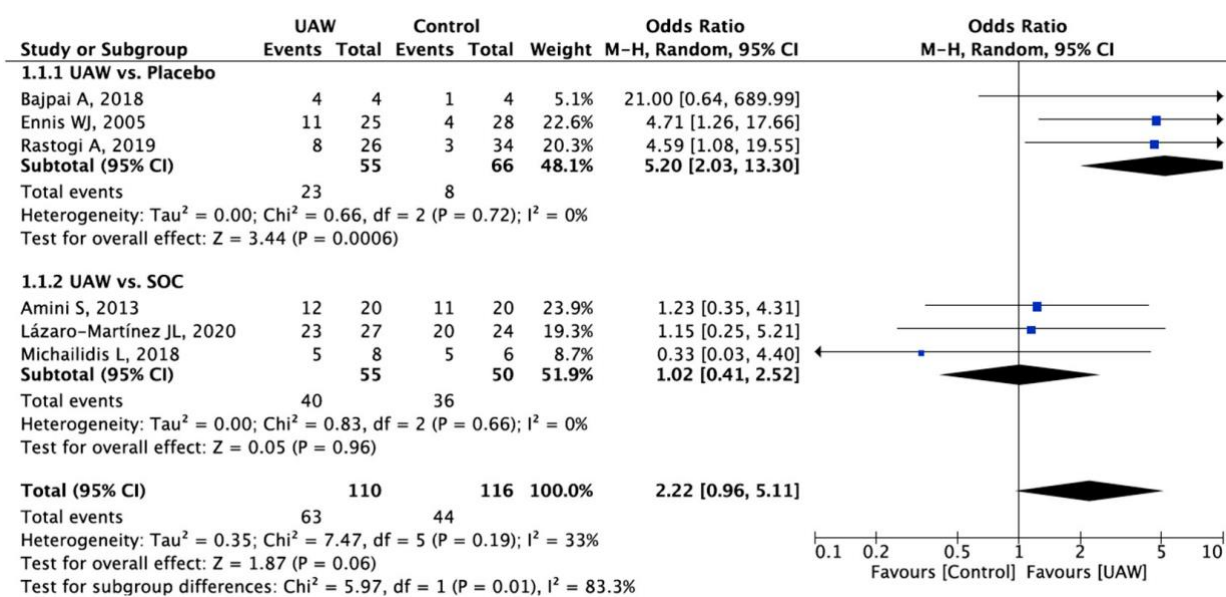 UAW Control Odds Ratio Odds Ratio
Study or Subgroup Events Total Events Total Weight M-H, Random, 95% CI M-H, Random, 95% CI
1.1.1 UAW vs. Placebo
Bajpai A, 2018 4 4 1 4 5.1% 21.00 [0.64, 689.99]
Ennis WJ, 2005 11 25 4 28 22.6% 4.71 [1.26, 17.66]
Rastogi A, 2019 8 26 3 34 20.3% 4.59 [1.08, 19.55]
Subtotal (95% CI) 55 66 48.1% 5.20 [2.03, 13.30]
Total events 23 8
Heterogeneity: Tau² = 0.00; Chi² = 0.66, df = 2 (P = 0.72); I² = 0%
Test for overall effect: Z = 3.44 (P = 0.0006)
1.1.2 UAW vs. SOC
Amini S, 2013 12 20 11 20 23.9% 1.23 [0.35, 4.31]
Lázaro-Martínez JL, 2020 23 27 20 24 19.3% 1.15 [0.25, 5.21]
Michailidis L, 2018 5 8 5 6 8.7% 0.33 [0.03, 4.40]
Subtotal (95% CI) 55 50 51.9% 1.02 [0.41, 2.52]
Total events 40 36
Heterogeneity: Tau² = 0.00; Chi² = 0.83, df = 2 (P = 0.66); I² = 0%
Test for overall effect: Z = 0.05 (P = 0.96)
Total (95% CI) 110 116 100.0% 2.22 [0.96, 5.11]
Total events 63 44
Heterogeneity: Tau² = 0.35; Chi² = 7.47, df = 5 (P = 0.19); I² = 33%
Test for overall effect: Z = 1.87 (P = 0.06)
Test for subgroup differences: Chi² = 5.97, df = 1 (P = 0.01), I² = 83.3%
0.1 0.2 0.5 1 2 5 10
Favours [Control] Favours [UAW]